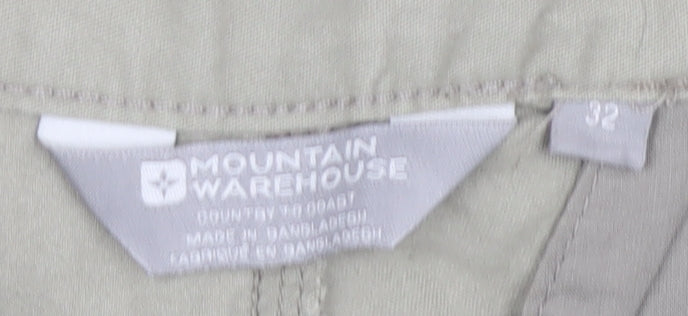 MOUNTAIN
WAREHOUSE
COUNTRY TO COAST
MADE IN BANGLADESH
FABRIQUÉ EN BANGLADESH
32